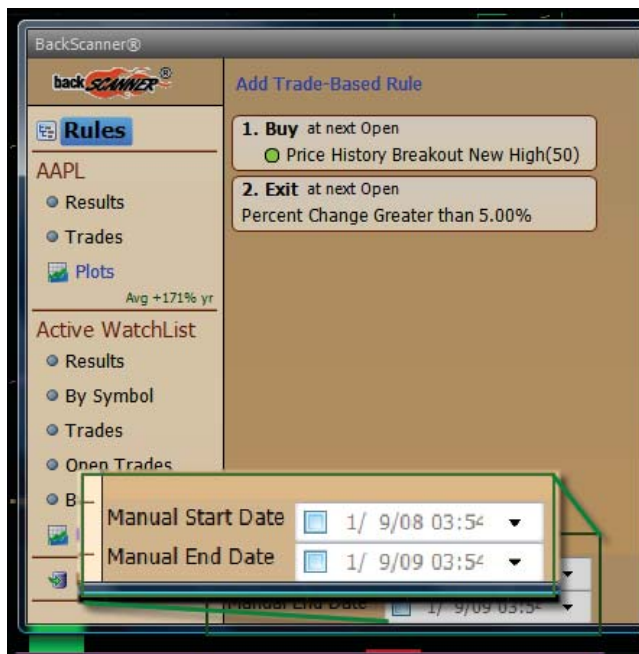 BackScanner®
back SCANNER®
Add Trade-Based Rule
Rules
1. Buy at next Open
Price History Breakout New High(50)
2. Exit at next Open
Percent Change Greater than 5.00%
AAPL
Results
Trades
Plots
Avg +171% yr
Active WatchList
Results
By Symbol
Trades
Open Trades
B
Manual Start Date 1/ 9/08 03:54
Manual End Date 1/ 9/09 03:54
Manual End Date 1/ 9/09 03:54